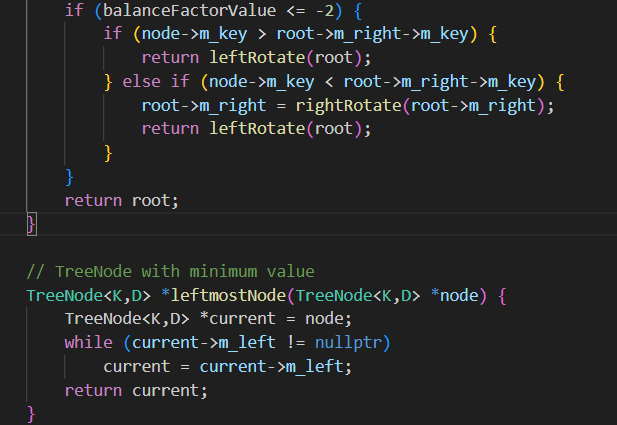 if (balanceFactorValue <= -2) {
if (node->m_key > root->m_right->m_key) {
return leftRotate(root);
} else if (node->m_key < root->m_right->m_key) {
root->m_right = rightRotate(root->m_right);
return leftRotate(root);
}
}
return root;
}
// TreeNode with minimum value
TreeNode<K,D> *leftmostNode(TreeNode<K,D> *node) {
TreeNode<K,D> *current = node;
while (current->m_left != nullptr)
current = current->m_left;
return current;
}